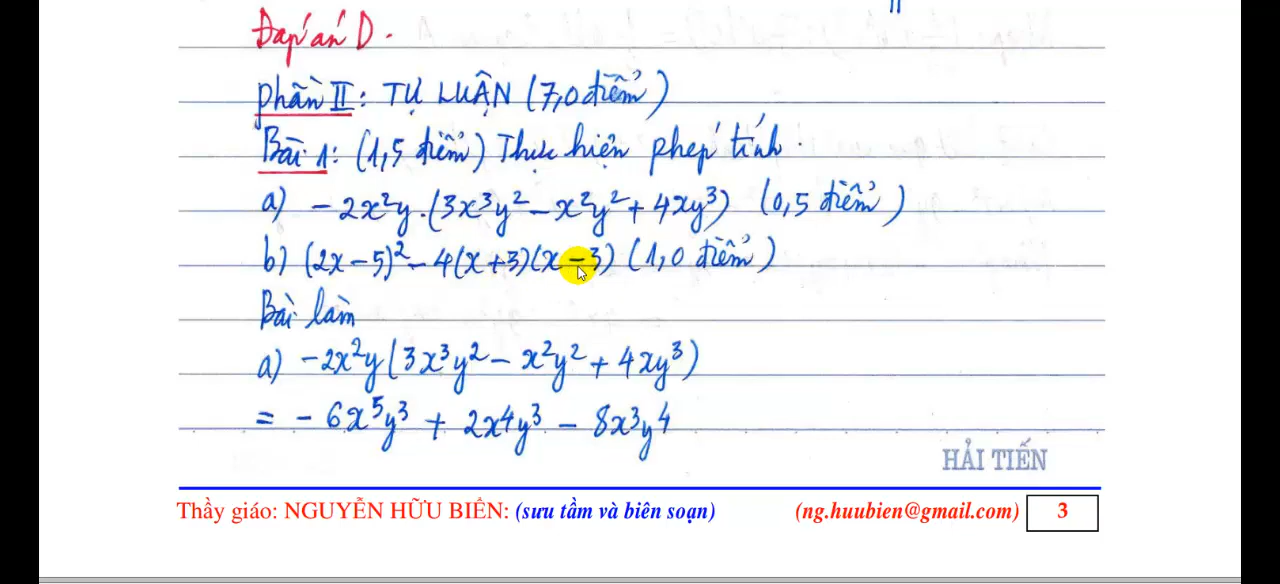 Đáp án D.
Phần II: TỰ LUẬN (7,0 điểm)
Bài 1: (1,5 điểm) Thực hiện phép tính.
a) - 2x²y.(3x³y² - x²y² + 4xy³) (0,5 điểm)
b) (2x - 5)² - 4(x + 3)(x - 3) (1,0 điểm)
Bài làm
a) -2x²y(3x³y² - x²y² + 4xy³)
= - 6x⁵y³ + 2x⁴y³ - 8x³y⁴
HẢI TIẾN
Thầy giáo: NGUYỄN HỮU BIỂN: (sưu tầm và biên soạn) (ng.huubien@gmail.com) 3